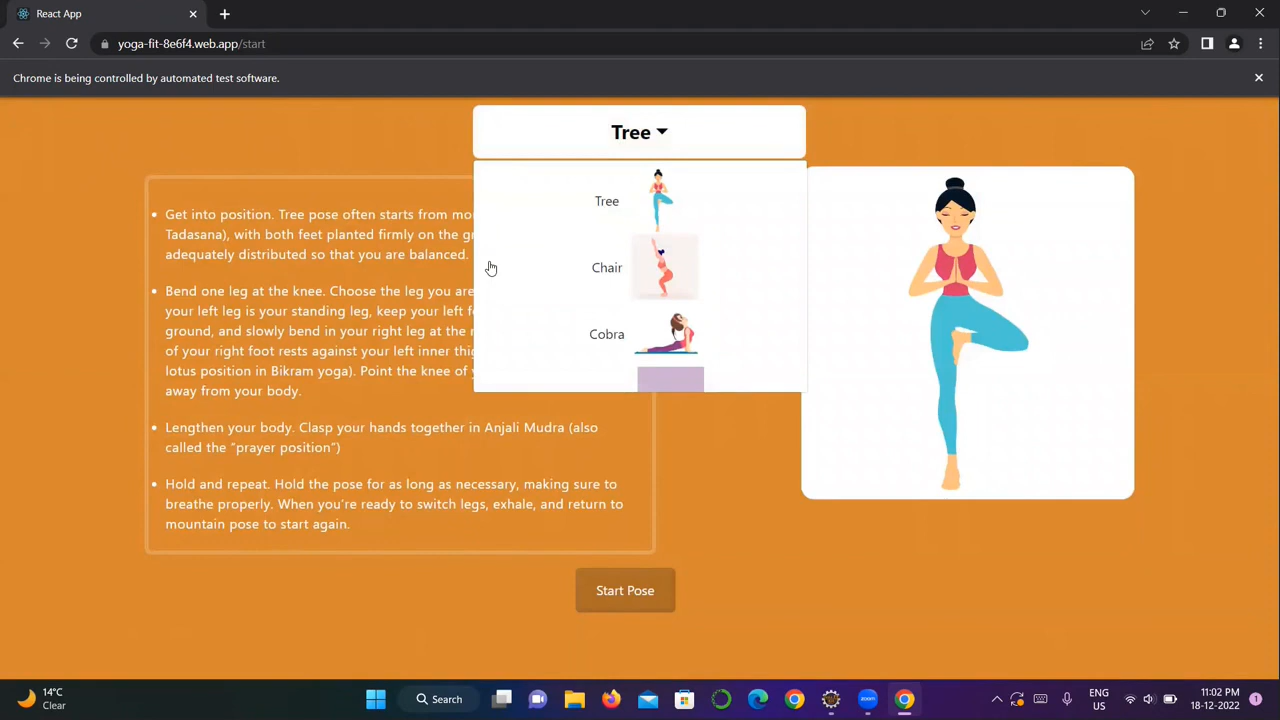 React App
yoga-fit-8e6f4.web.app/start
Chrome is being controlled by automated test software.
Tree
Tree
Chair
Cobra
Get into position. Tree pose often starts from mo
Tadasana), with both feet planted firmly on the gr
adequately distributed so that you are balanced.
Bend one leg at the knee. Choose the leg you are
your left leg is your standing leg, keep your left f
ground, and slowly bend in your right leg at the
of your right foot rests against your left inner thig
lotus position in Bikram yoga). Point the knee of
away from your body.
Lengthen your body. Clasp your hands together in Anjali Mudra (also
called the “prayer position”)
Hold and repeat. Hold the pose for as long as necessary, making sure to
breathe properly. When you’re ready to switch legs, exhale, and return to
mountain pose to start again.
Start Pose
14°C
Clear
Search
zoom
ENG
US
11:02 PM
18-12-2022
1